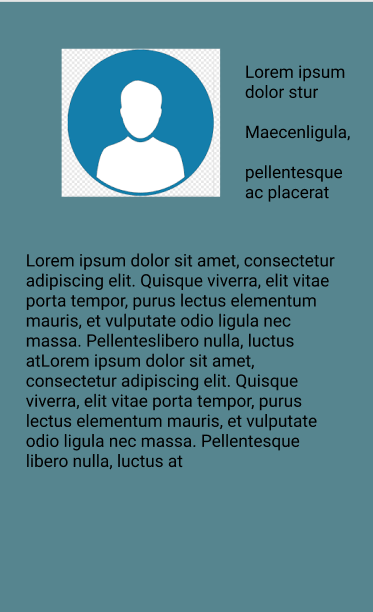 Lorem ipsum
dolor stur
Maecenligula,
pellentesque
ac placerat
Lorem ipsum dolor sit amet, consectetur
adipiscing elit. Quisque viverra, elit vitae
porta tempor, purus lectus elementum
mauris, et vulputate odio ligula nec
massa. Pellenteslibero nulla, luctus
atLorem ipsum dolor sit amet,
consectetur adipiscing elit. Quisque
viverra, elit vitae porta tempor, purus
lectus elementum mauris, et vulputate
odio ligula nec massa. Pellentesque
libero nulla, luctus at